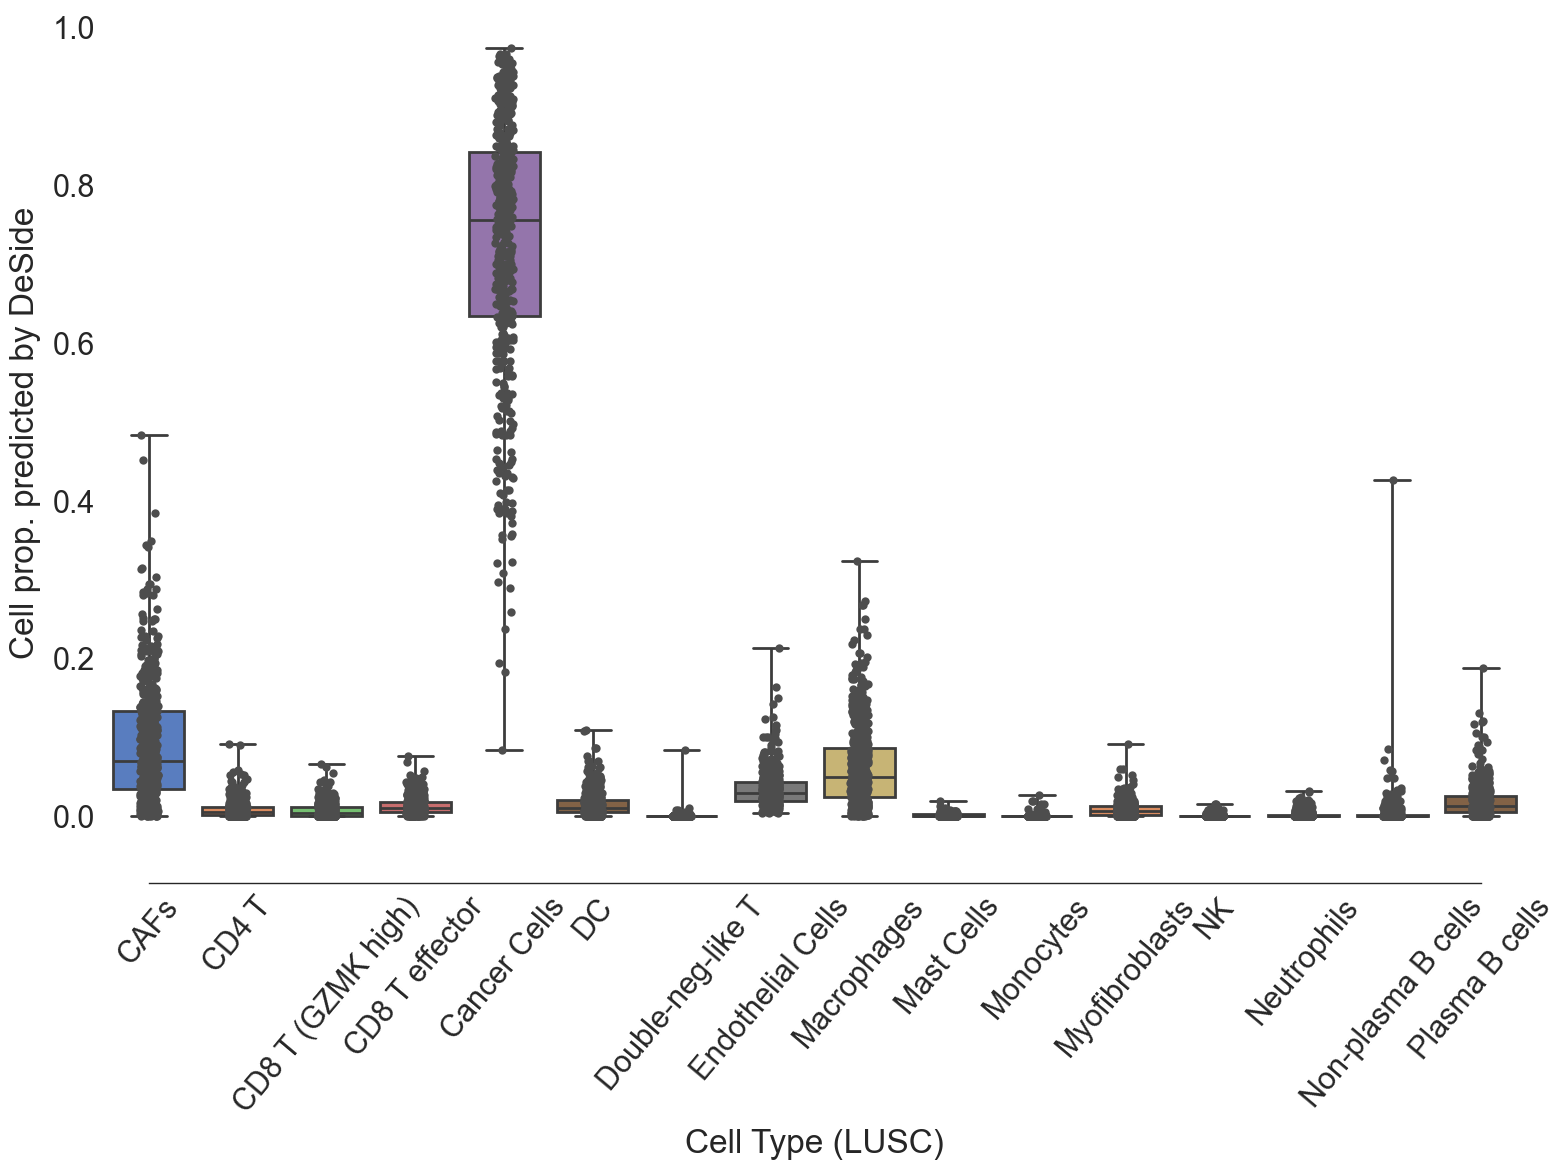 1.0
0.8
0.6
0.4
0.2
0.0
Cell prop. predicted by DeSide
CAFs
CD4 T
CD8 T (GZMK high)
CD8 T effector
Cancer Cells
DC
Double-neg-like T
Endothelial Cells
Macrophages
Mast Cells
Monocytes
Myofibroblasts
NK
Neutrophils
Non-plasma B cells
Plasma B cells
Cell Type (LUSC)